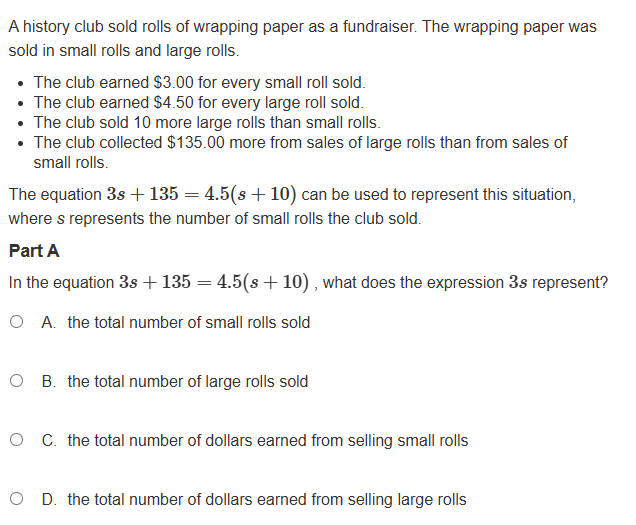 A history club sold rolls of wrapping paper as a fundraiser. The wrapping paper was
sold in small rolls and large rolls.
• The club earned $3.00 for every small roll sold.
• The club earned $4.50 for every large roll sold.
• The club sold 10 more large rolls than small rolls.
• The club collected $135.00 more from sales of large rolls than from sales of
small rolls.
The equation 3s + 135 = 4.5(s + 10) can be used to represent this situation,
where s represents the number of small rolls the club sold.
Part A
In the equation 3s + 135 = 4.5(s + 10) , what does the expression 3s represent?
A. the total number of small rolls sold
B. the total number of large rolls sold
C. the total number of dollars earned from selling small rolls
D. the total number of dollars earned from selling large rolls